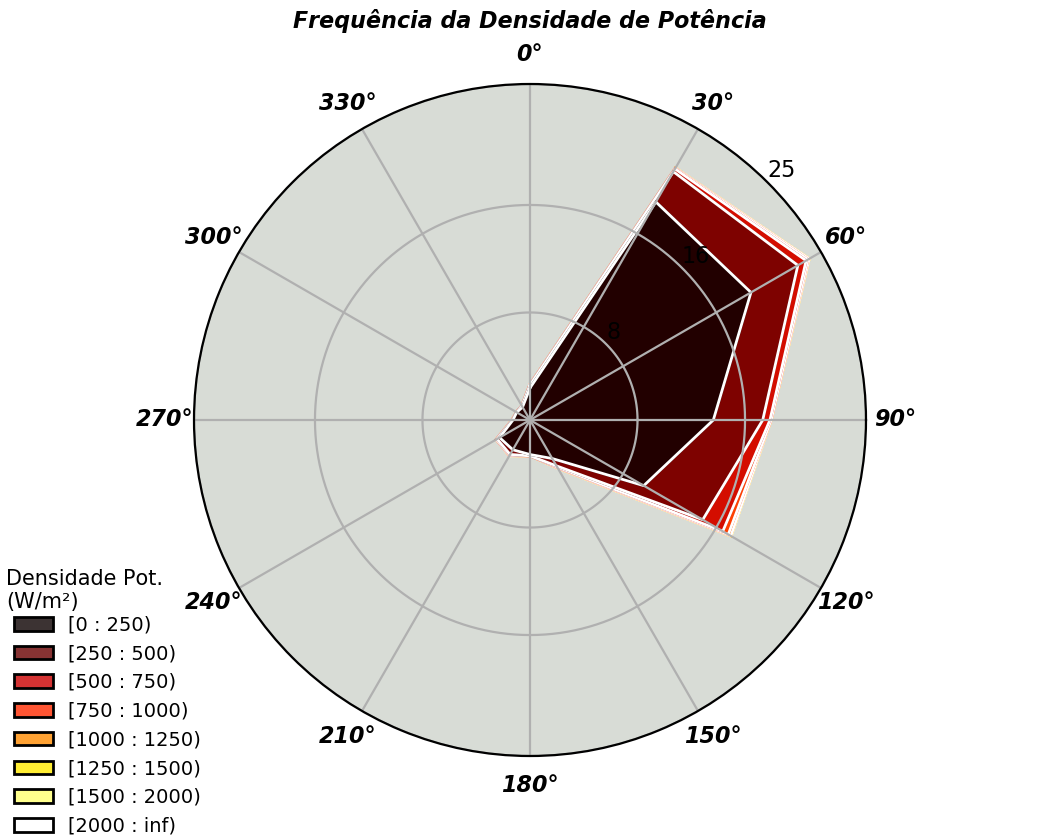 Frequência da Densidade de Potência
0°
330°
30°
25
300°
60°
16
8
270°
90°
240°
120°
210°
150°
180°
Densidade Pot.
(W/m²)
[0 : 250)
[250 : 500)
[500 : 750)
[750 : 1000)
[1000 : 1250)
[1250 : 1500)
[1500 : 2000)
[2000 : inf)